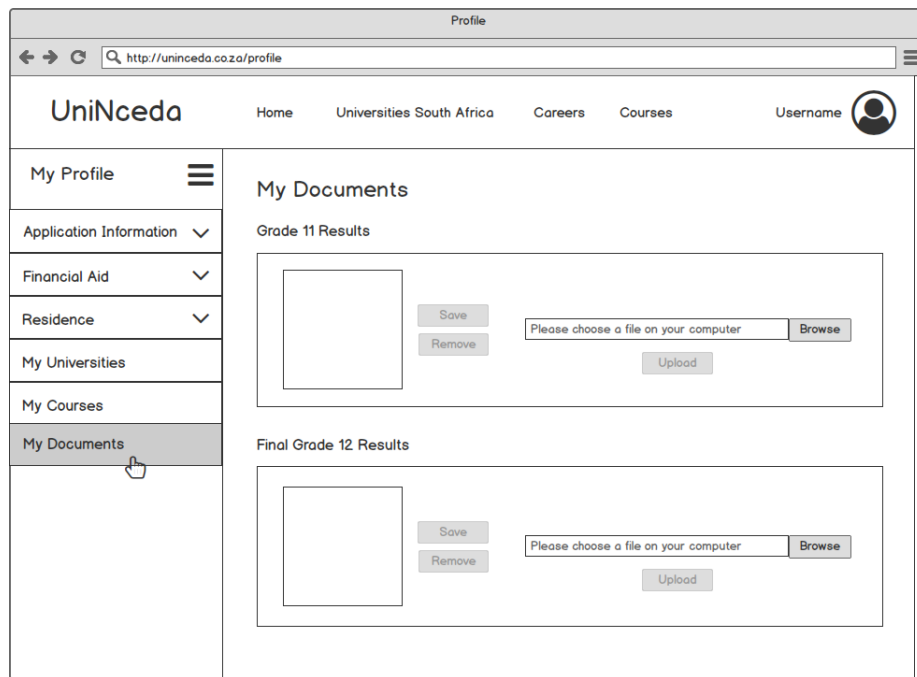 Profile
http://uninceda.co.za/profile
UniNceda
Home Universities South Africa Careers Courses Username
My Profile
Application Information
Financial Aid
Residence
My Universities
My Courses
My Documents
My Documents
Grade 11 Results
Save
Remove
Please choose a file on your computer Browse
Upload
Final Grade 12 Results
Save
Remove
Please choose a file on your computer Browse
Upload